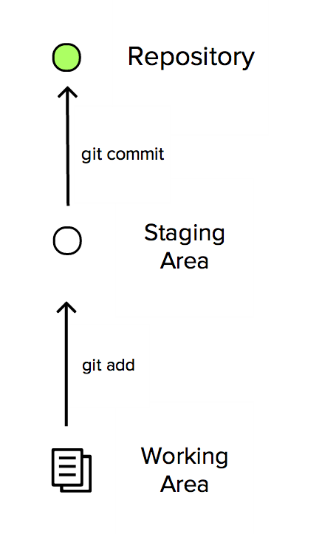 Repository
git commit
Staging
Area
git add
Working
Area